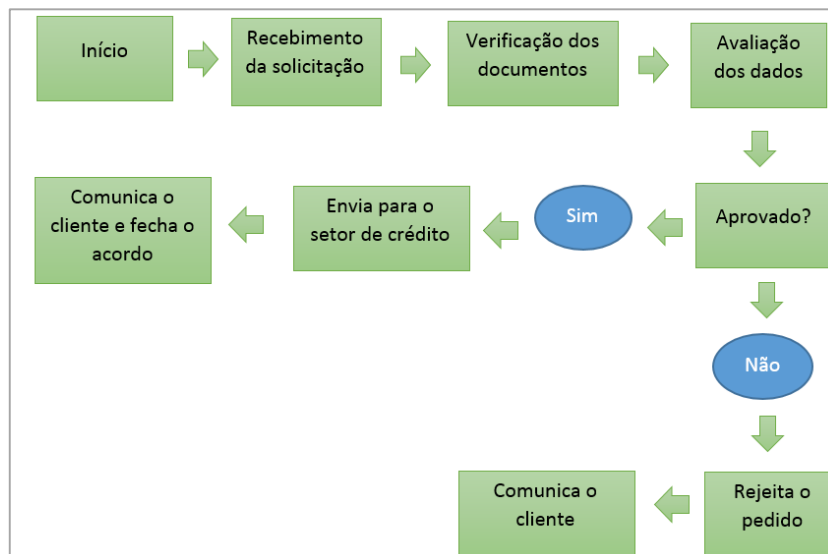 Início
Recebimento
da solicitação
Verificação dos
documentos
Avaliação
dos dados
Aprovado?
Sim
Envia para o
setor de crédito
Comunica o
cliente e fecha o
acordo
Não
Rejeita o
pedido
Comunica o
cliente